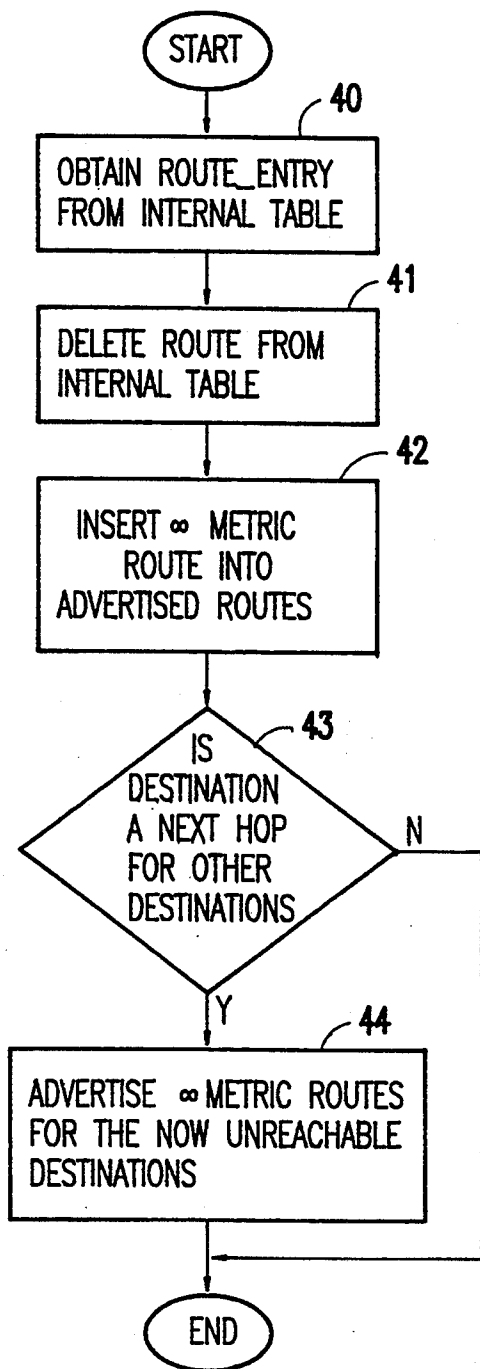 START
40
OBTAIN ROUTE_ENTRY
FROM INTERNAL TABLE
41
DELETE ROUTE FROM
INTERNAL TABLE
42
INSERT ∞ METRIC
ROUTE INTO
ADVERTISED ROUTES
43
IS
DESTINATION
A NEXT HOP
FOR OTHER
DESTINATIONS
N
Y
44
ADVERTISE ∞ METRIC ROUTES
FOR THE NOW UNREACHABLE
DESTINATIONS
END